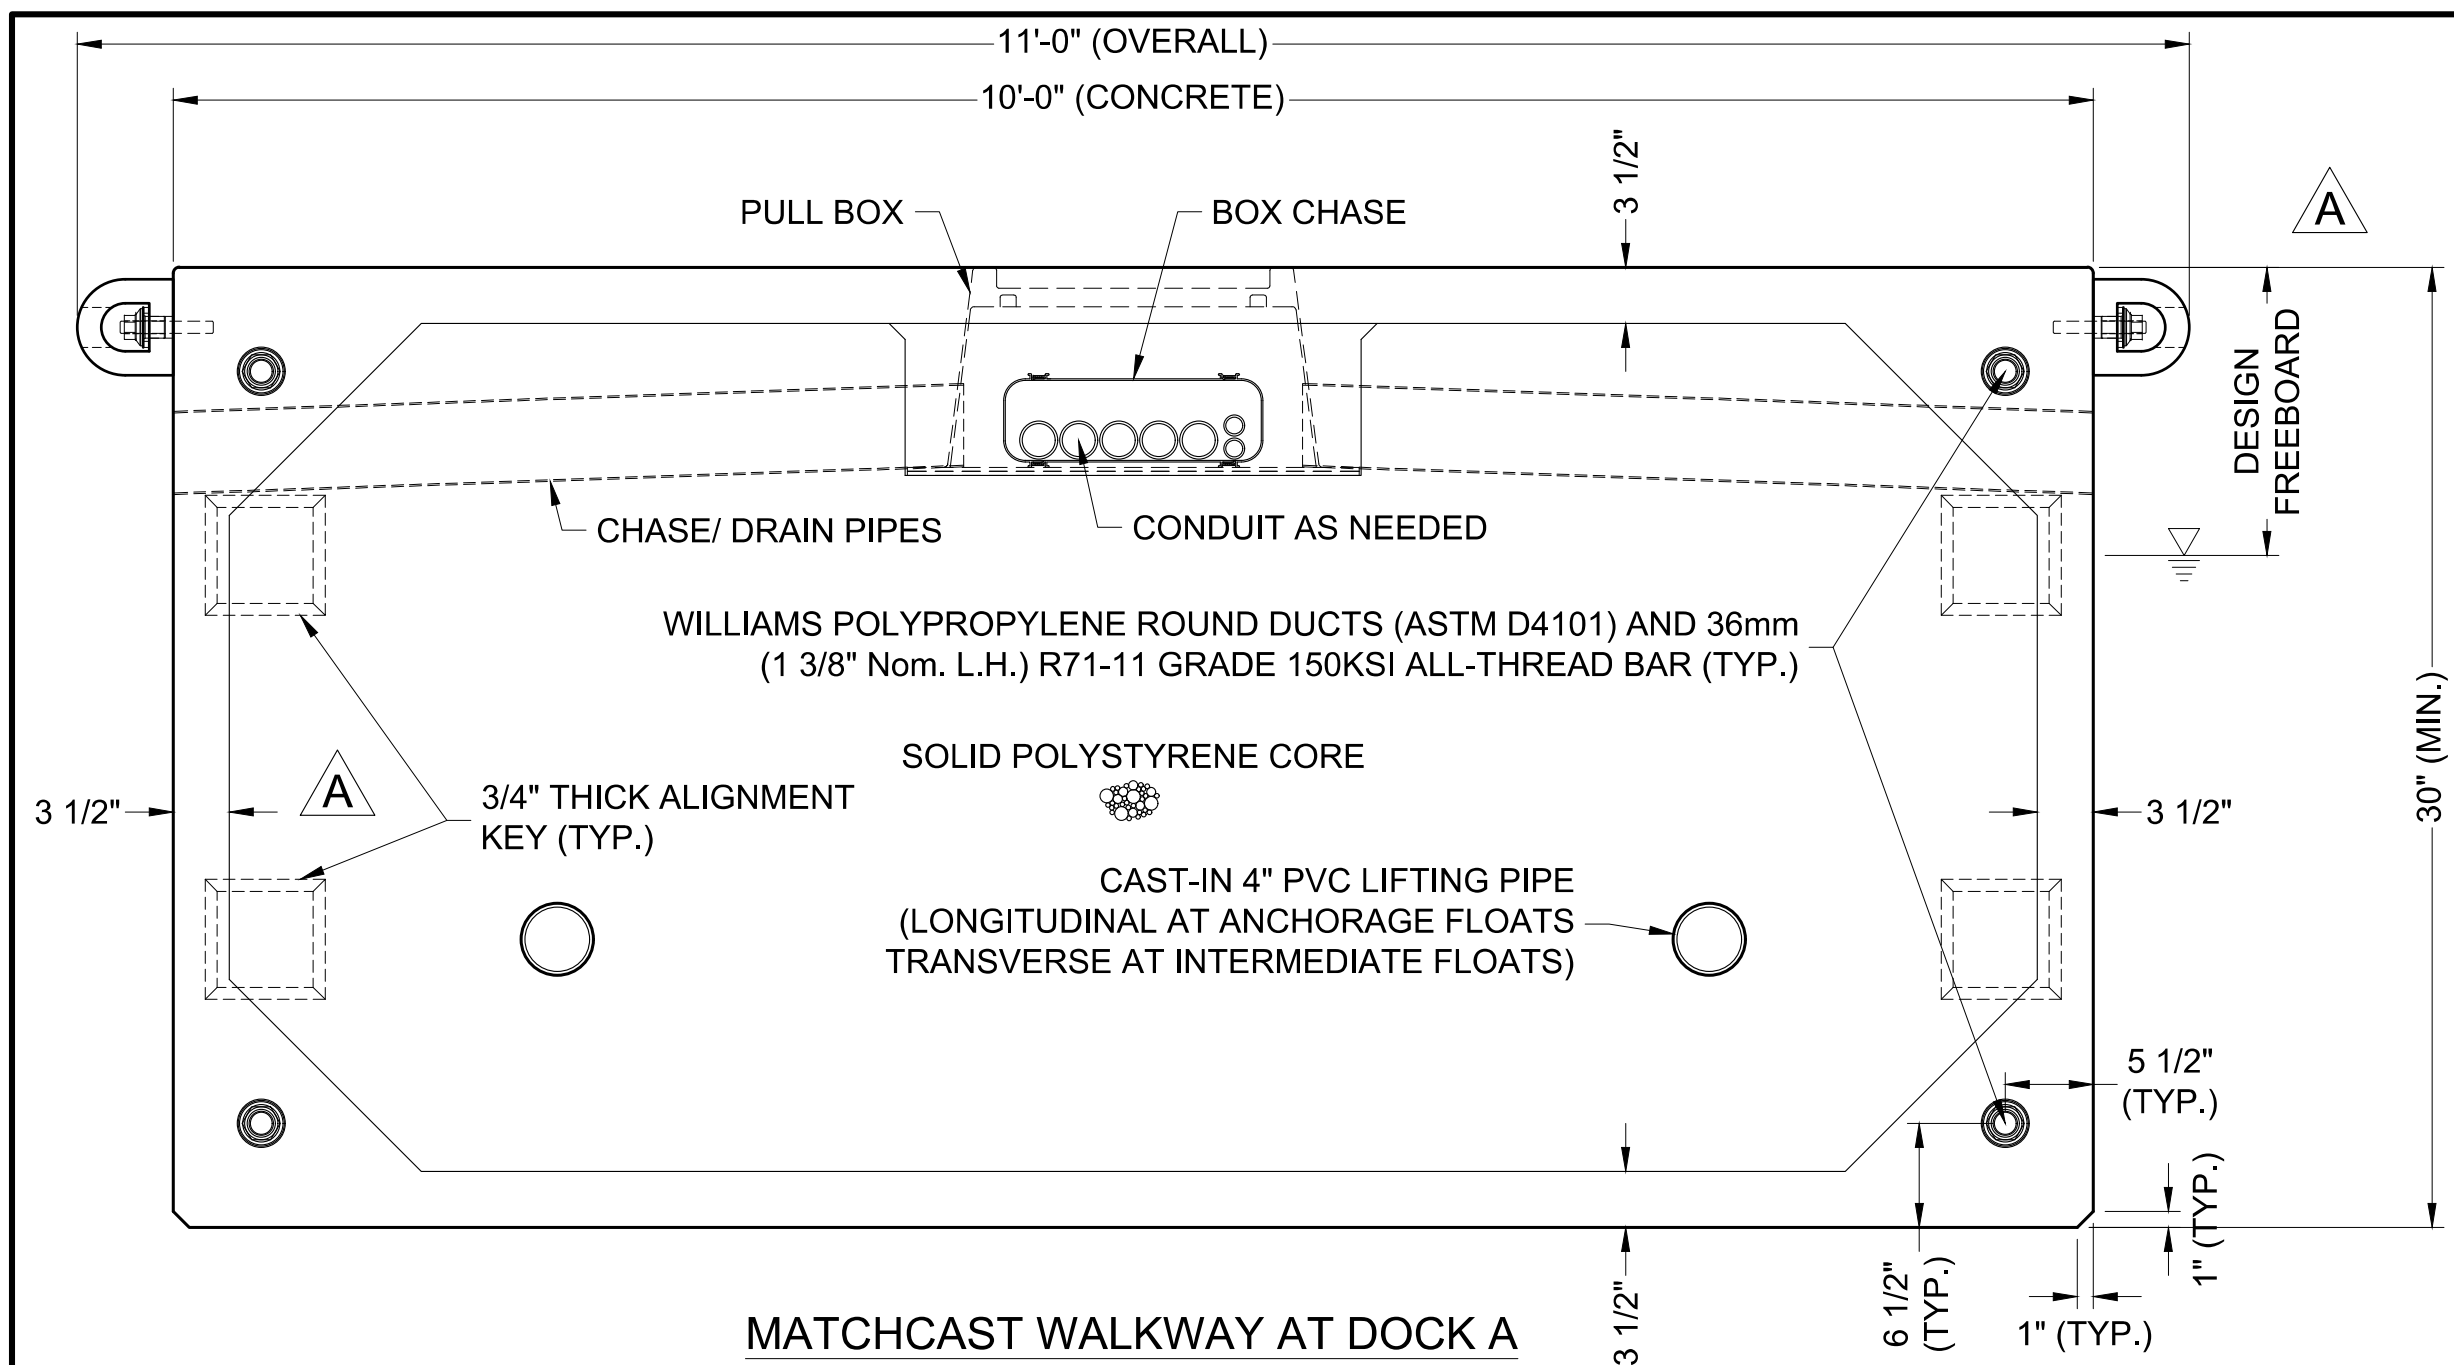 11'-0" (OVERALL)
10'-0" (CONCRETE)
3 1/2"
A
PULL BOX
BOX CHASE
DESIGN
FREEBOARD
CHASE/ DRAIN PIPES
CONDUIT AS NEEDED
WILLIAMS POLYPROPYLENE ROUND DUCTS (ASTM D4101) AND 36mm
(1 3/8" Nom. L.H.) R71-11 GRADE 150KSI ALL-THREAD BAR (TYP.)
30" (MIN.)
SOLID POLYSTYRENE CORE
3 1/2"
A
3/4" THICK ALIGNMENT
KEY (TYP.)
3 1/2"
CAST-IN 4" PVC LIFTING PIPE
(LONGITUDINAL AT ANCHORAGE FLOATS
TRANSVERSE AT INTERMEDIATE FLOATS)
5 1/2"
(TYP.)
1" (TYP.)
3 1/2"
6 1/2"
(TYP.)
1" (TYP.)
MATCHCAST WALKWAY AT DOCK A